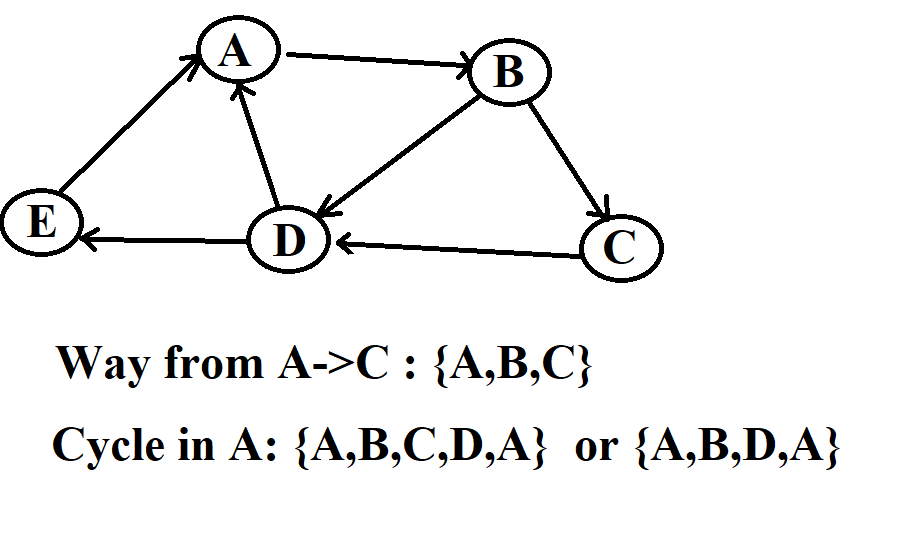 A
B
E
D
C
Way from A->C : {A,B,C}
Cycle in A: {A,B,C,D,A} or {A,B,D,A}